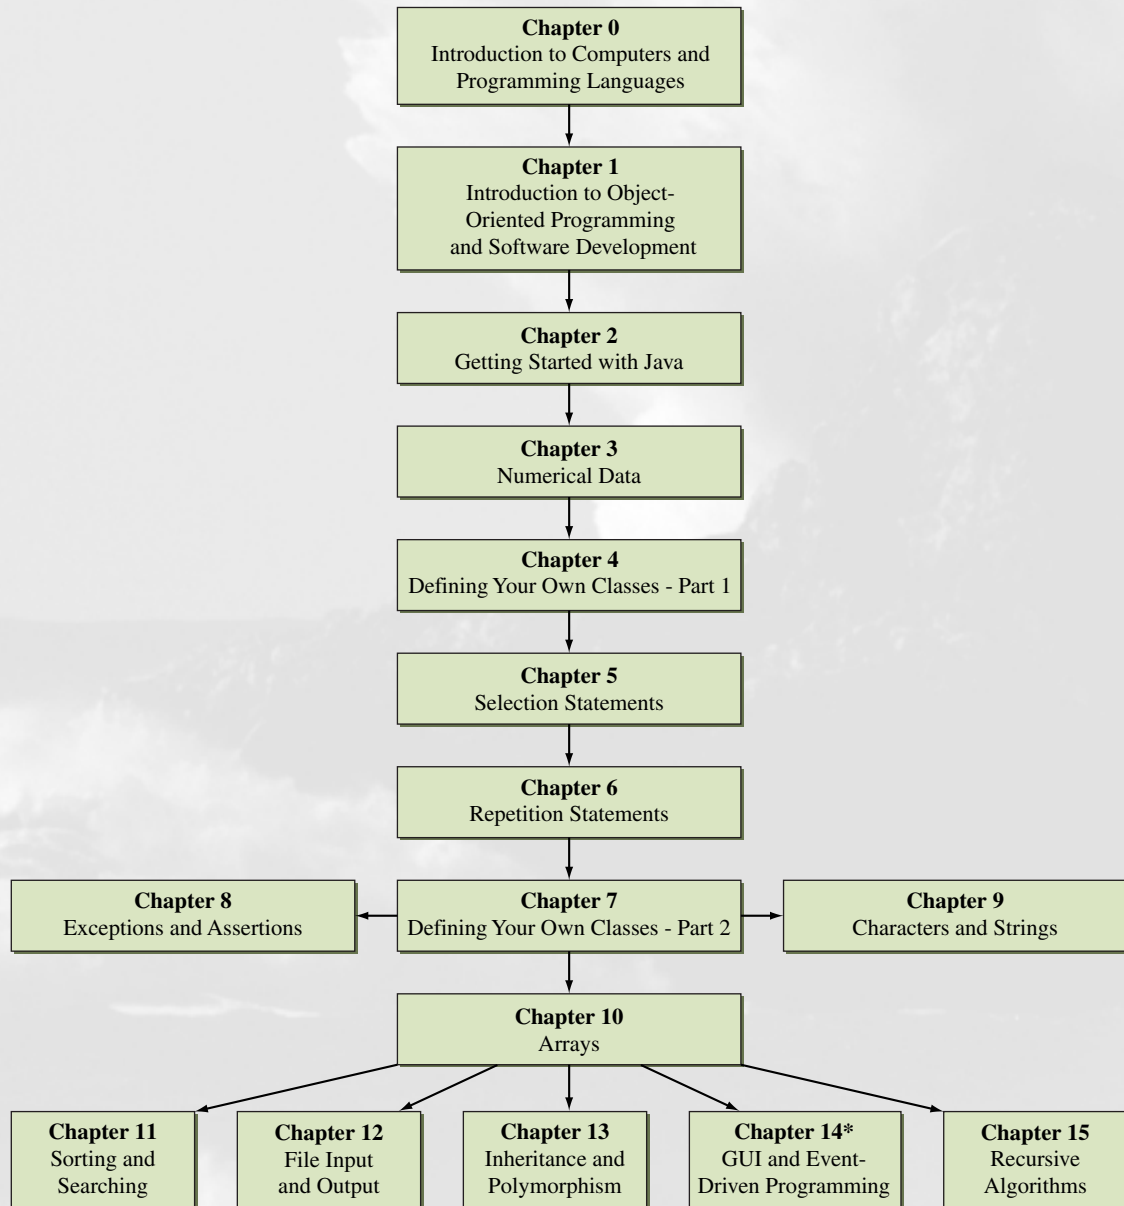 Chapter 0
Introduction to Computers and
Programming Languages
Chapter 1
Introduction to Object-
Oriented Programming
and Software Development
Chapter 2
Getting Started with Java
Chapter 3
Numerical Data
Chapter 4
Defining Your Own Classes - Part 1
Chapter 5
Selection Statements
Chapter 6
Repetition Statements
Chapter 8
Exceptions and Assertions
Chapter 7
Defining Your Own Classes - Part 2
Chapter 9
Characters and Strings
Chapter 10
Arrays
Chapter 11
Sorting and
Searching
Chapter 12
File Input
and Output
Chapter 13
Inheritance and
Polymorphism
Chapter 14*
GUI and Event-
Driven Programming
Chapter 15
Recursive
Algorithms